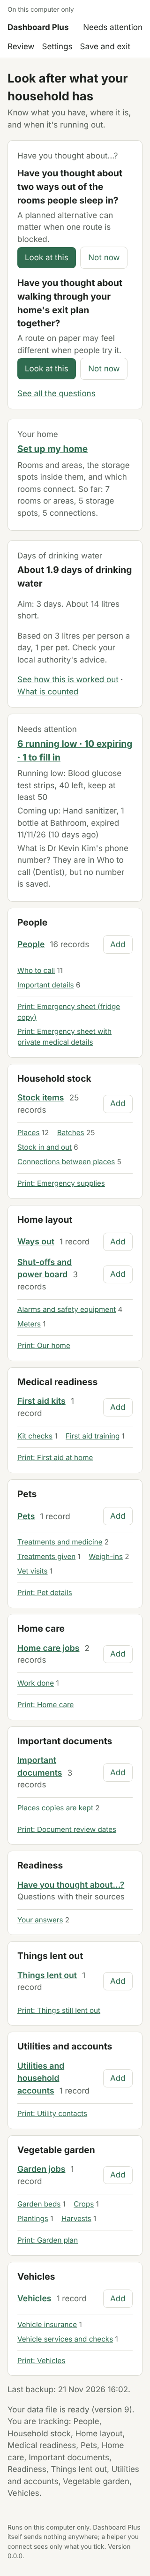 On this computer only
Dashboard Plus
Needs attention
Review
Settings
Save and exit
Look after what your
household has
Know what you have, where it is,
and when it's running out.
Have you thought about...?
Have you thought about
two ways out of the
rooms people sleep in?
A planned alternative can
matter when one route is
blocked.
Look at this
Not now
Have you thought about
walking through your
home's exit plan
together?
A route on paper may feel
different when people try it.
Look at this
Not now
See all the questions
Your home
Set up my home
Rooms and areas, the storage
spots inside them, and which
rooms connect. So far: 7
rooms or areas, 5 storage
spots, 5 connections.
Days of drinking water
About 1.9 days of drinking
water
Aim: 3 days. About 14 litres
short.
Based on 3 litres per person a
day, 1 per pet. Check your
local authority's advice.
See how this is worked out ·
What is counted
Needs attention
6 running low · 10 expiring
· 1 to fill in
Running low: Blood glucose
test strips, 40 left, keep at
least 50
Coming up: Hand sanitizer, 1
bottle at Bathroom, expired
11/11/26 (10 days ago)
What is Dr Kevin Kim's phone
number? They are in Who to
call (Dentist), but no number
is saved.
People
People 16 records
Add
Who to call 11
Important details 6
Print: Emergency sheet (fridge
copy)
Print: Emergency sheet with
private medical details
Household stock
Stock items 25
records
Add
Places 12 Batches 25
Stock in and out 6
Connections between places 5
Print: Emergency supplies
Home layout
Ways out 1 record
Add
Shut-offs and
power board 3
records
Add
Alarms and safety equipment 4
Meters 1
Print: Our home
Medical readiness
First aid kits 1
record
Add
Kit checks 1 First aid training 1
Print: First aid at home
Pets
Pets 1 record
Add
Treatments and medicine 2
Treatments given 1 Weigh-ins 2
Vet visits 1
Print: Pet details
Home care
Home care jobs 2
records
Add
Work done 1
Print: Home care
Important documents
Important
documents 3
records
Add
Places copies are kept 2
Print: Document review dates
Readiness
Have you thought about...?
Questions with their sources
Your answers 2
Things lent out
Things lent out 1
record
Add
Print: Things still lent out
Utilities and accounts
Utilities and
household
accounts 1 record
Add
Print: Utility contacts
Vegetable garden
Garden jobs 1
record
Add
Garden beds 1 Crops 1
Plantings 1 Harvests 1
Print: Garden plan
Vehicles
Vehicles 1 record
Add
Vehicle insurance 1
Vehicle services and checks 1
Print: Vehicles
Last backup: 21 Nov 2026 16:02.
Your data file is ready (version 9).
You are tracking: People,
Household stock, Home layout,
Medical readiness, Pets, Home
care, Important documents,
Readiness, Things lent out, Utilities
and accounts, Vegetable garden,
Vehicles.
Runs on this computer only. Dashboard Plus
itself sends nothing anywhere; a helper you
connect sees only what you tick. Version
0.0.0.